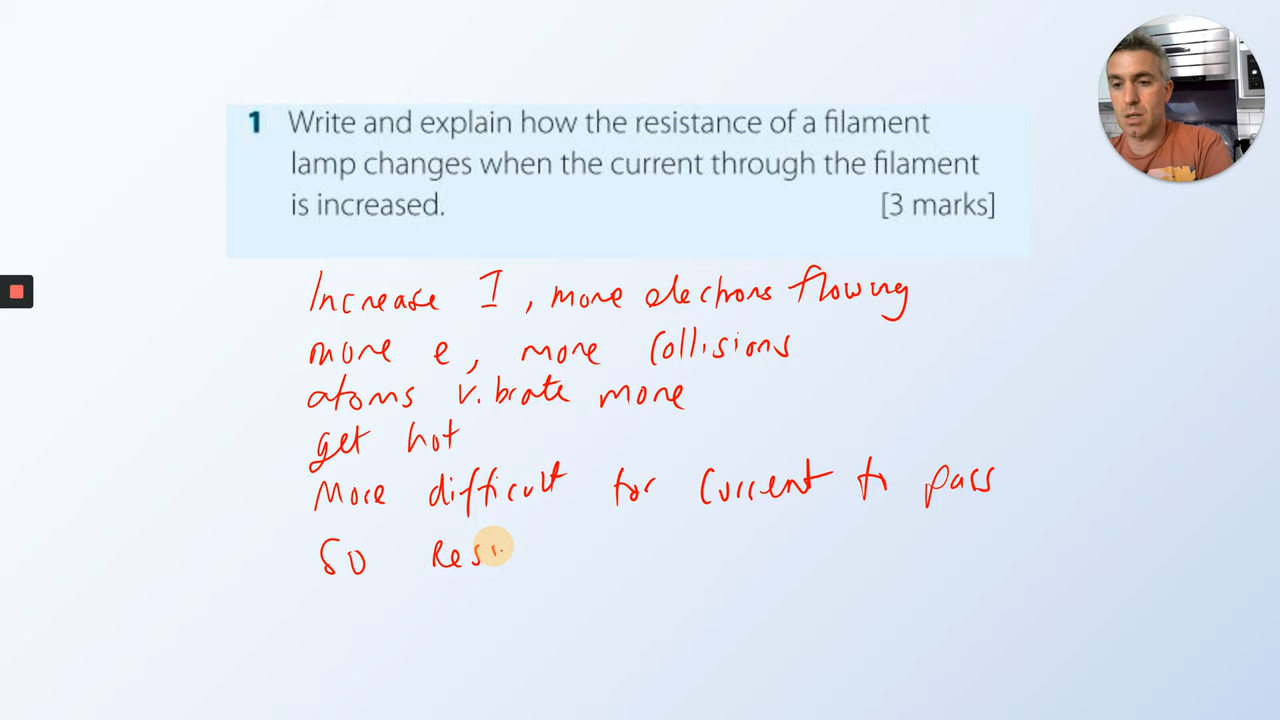 1 Write and explain how the resistance of a filament
lamp changes when the current through the filament
is increased. [3 marks]
Increase I, more electrons flowing
more e, more collisions
atoms vibrate more
get hot
More difficult for current to pass
So Resi